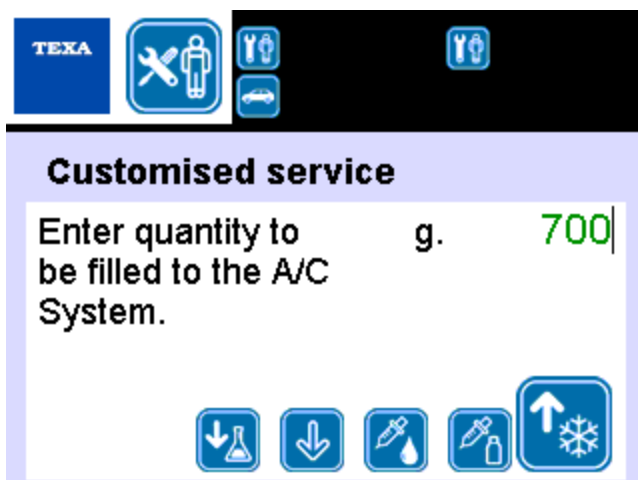 TEXA
Customised service
Enter quantity to g. 700
be filled to the A/C
System.